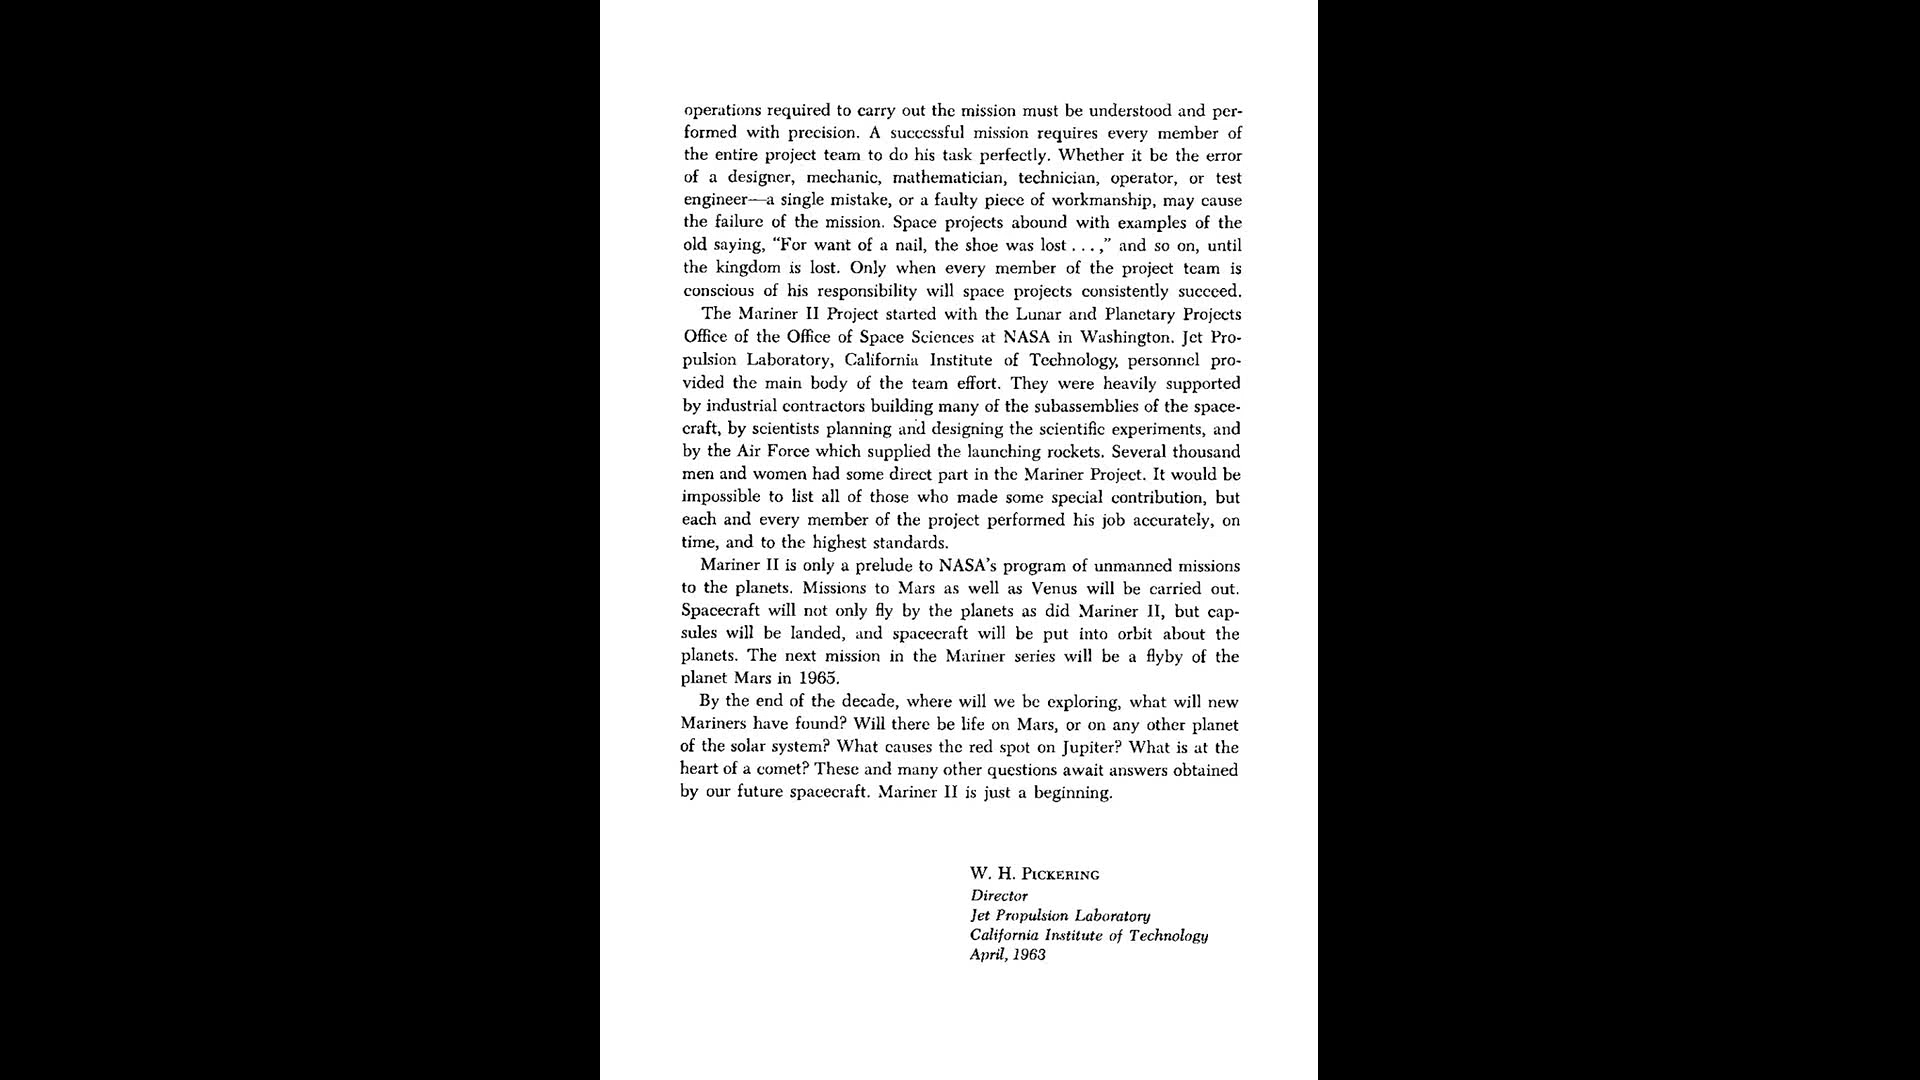 operations required to carry out the mission must be understood and per-
formed with precision. A successful mission requires every member of
the entire project team to do his task perfectly. Whether it be the error
of a designer, mechanic, mathematician, technician, operator, or test
engineer—a single mistake, or a faulty piece of workmanship, may cause
the failure of the mission. Space projects abound with examples of the
old saying, “For want of a nail, the shoe was lost . . . ,” and so on, until
the kingdom is lost. Only when every member of the project team is
conscious of his responsibility will space projects consistently succeed.
The Mariner II Project started with the Lunar and Planetary Projects
Office of the Office of Space Sciences at NASA in Washington. Jet Pro-
pulsion Laboratory, California Institute of Technology, personnel pro-
vided the main body of the team effort. They were heavily supported
by industrial contractors building many of the subassemblies of the space-
craft, by scientists planning and designing the scientific experiments, and
by the Air Force which supplied the launching rockets. Several thousand
men and women had some direct part in the Mariner Project. It would be
impossible to list all of those who made some special contribution, but
each and every member of the project performed his job accurately, on
time, and to the highest standards.
Mariner II is only a prelude to NASA’s program of unmanned missions
to the planets. Missions to Mars as well as Venus will be carried out.
Spacecraft will not only fly by the planets as did Mariner II, but cap-
sules will be landed, and spacecraft will be put into orbit about the
planets. The next mission in the Mariner series will be a flyby of the
planet Mars in 1965.
By the end of the decade, where will we be exploring, what will new
Mariners have found? Will there be life on Mars, or on any other planet
of the solar system? What causes the red spot on Jupiter? What is at the
heart of a comet? These and many other questions await answers obtained
by our future spacecraft. Mariner II is just a beginning.
W. H. PICKERING
Director
Jet Propulsion Laboratory
California Institute of Technology
April, 1963